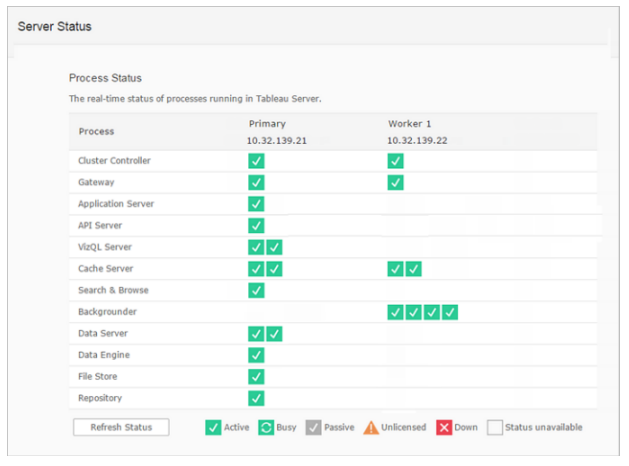 Server Status
Process Status
The real-time status of processes running in Tableau Server.
Process Primary Worker 1
10.32.139.21 10.32.139.22
Cluster Controller
Gateway
Application Server
API Server
VizQL Server
Cache Server
Search & Browse
Backgrounder
Data Server
Data Engine
File Store
Repository
Refresh Status Active Busy Passive Unlicensed Down Status unavailable